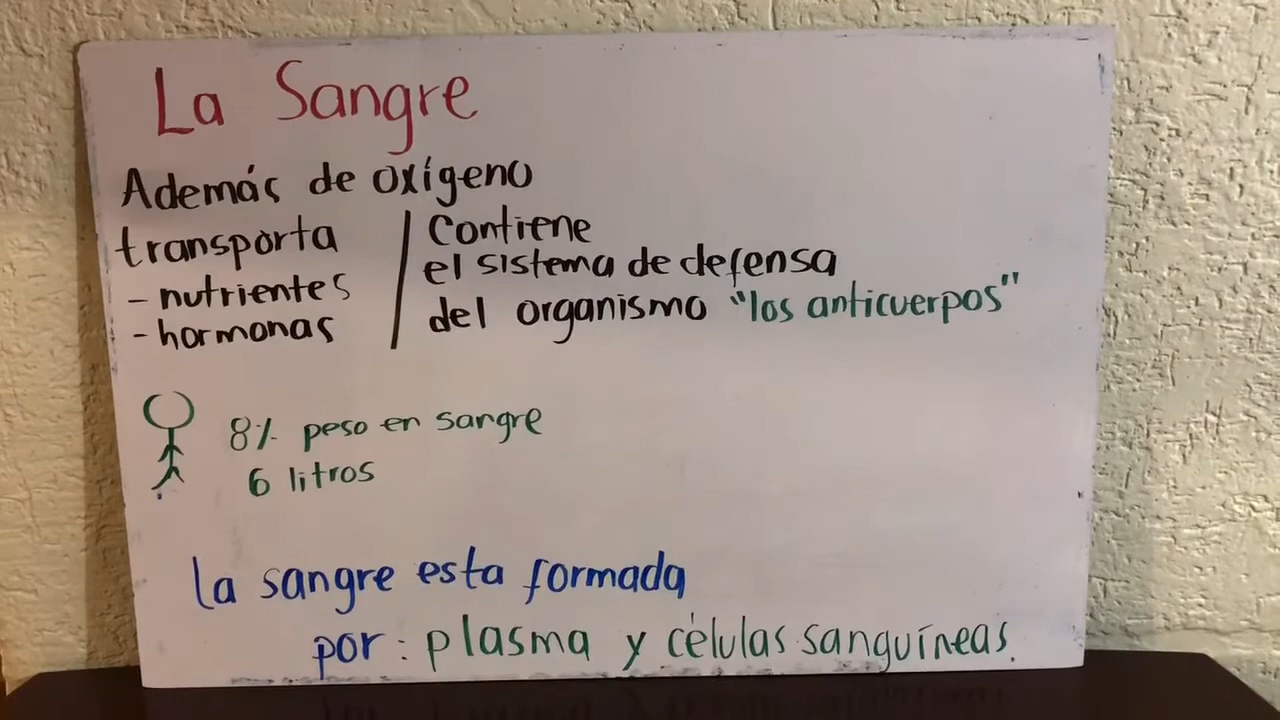 La Sangre
Además de oxígeno
transporta
- nutrientes
- hormonas
Contiene
el sistema de defensa
del organismo "los anticuerpos"
8% peso en sangre
6 litros
la sangre esta formada
por: plasma y células sanguíneas.